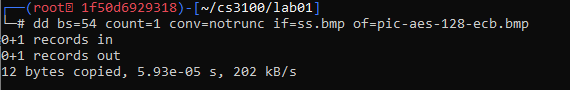 ┌──(root㉿ 1f50d6929318)-[~/cs3100/lab01]
└─# dd bs=54 count=1 conv=notrunc if=ss.bmp of=pic-aes-128-ecb.bmp
0+1 records in
0+1 records out
12 bytes copied, 5.93e-05 s, 202 kB/s